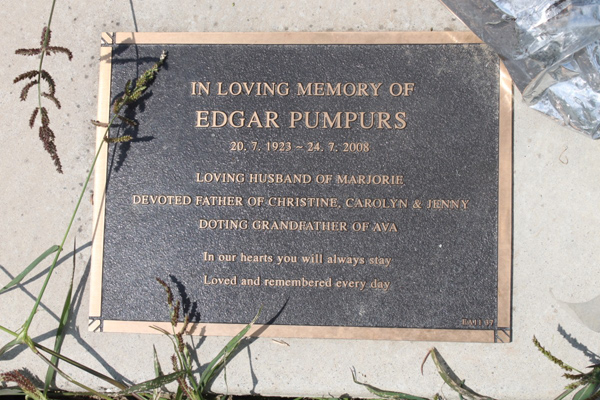 IN LOVING MEMORY OF
EDGAR PUMPURS
20. 7. 1923 ~ 24. 7. 2008
LOVING HUSBAND OF MARJORIE
DEVOTED FATHER OF CHRISTINE, CAROLYN & JENNY
DOTING GRANDFATHER OF AVA
In our hearts you will always stay
Loved and remembered every day